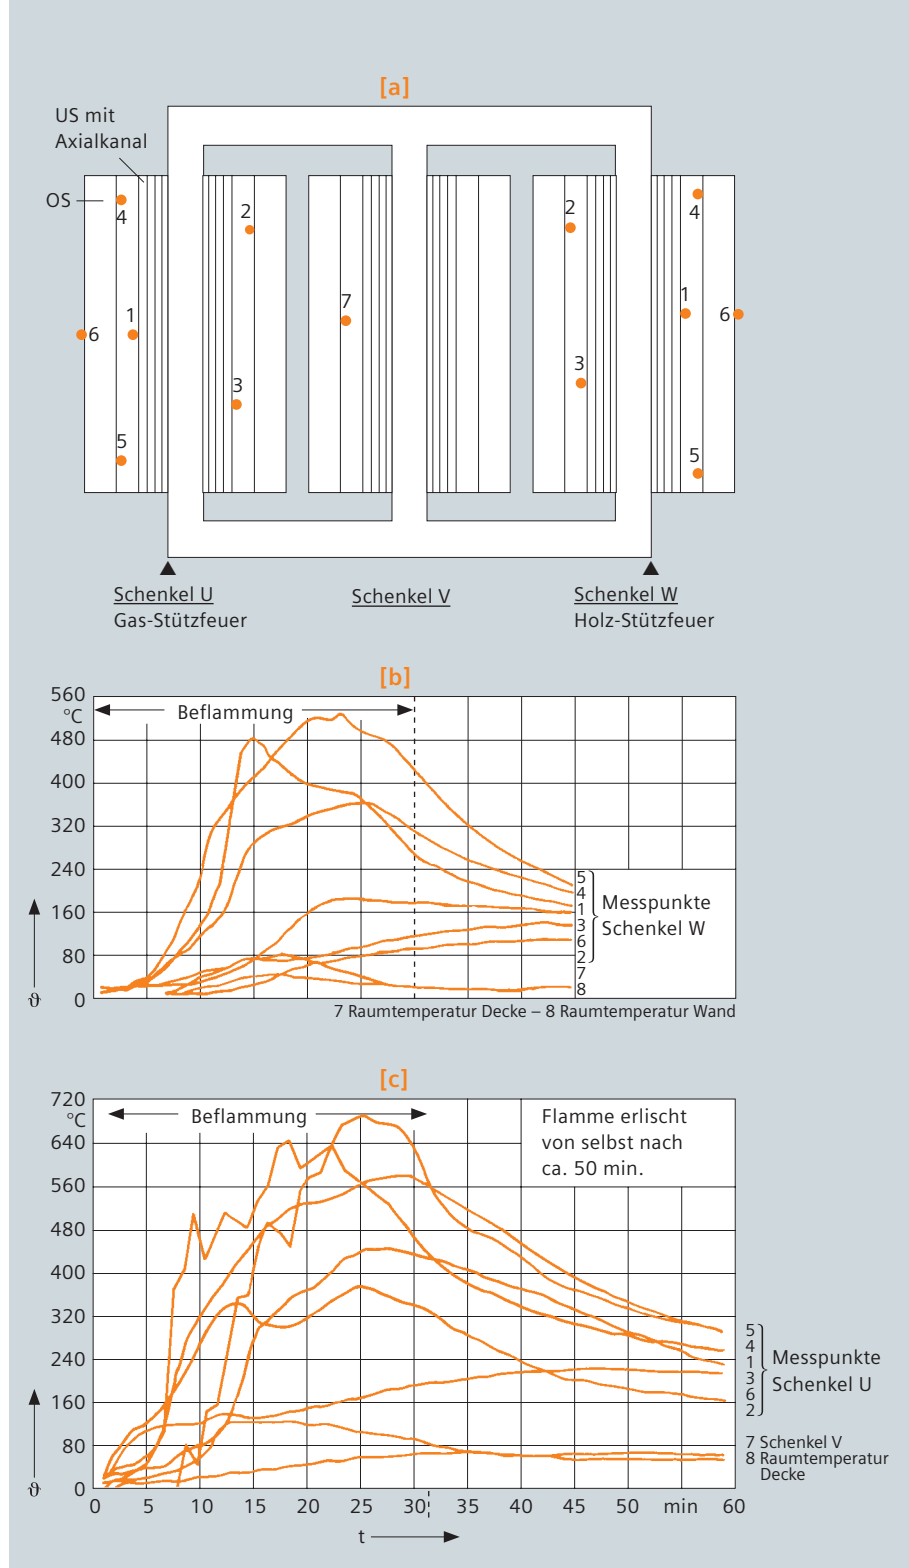 [a]
US mit
Axialkanal
OS
4
2
2
4
1
7
1
6
6
3
3
5
5
Schenkel U
Gas-Stützfeuer
Schenkel V
Schenkel W
Holz-Stützfeuer
[b]
560
°C
Beflammung
480
400
320
240
160
80
0
ϑ
5
4
1
3
6
2
7
8
Messpunkte
Schenkel W
7 Raumtemperatur Decke – 8 Raumtemperatur Wand
[c]
720
°C
Beflammung
640
560
480
400
320
240
160
80
0
ϑ
Flamme erlischt
von selbst nach
ca. 50 min.
5
4
1
3
6
2
Messpunkte
Schenkel U
7 Schenkel V
8 Raumtemperatur
Decke
0 5 10 15 20 25 30 35 40 45 50 min 60
t